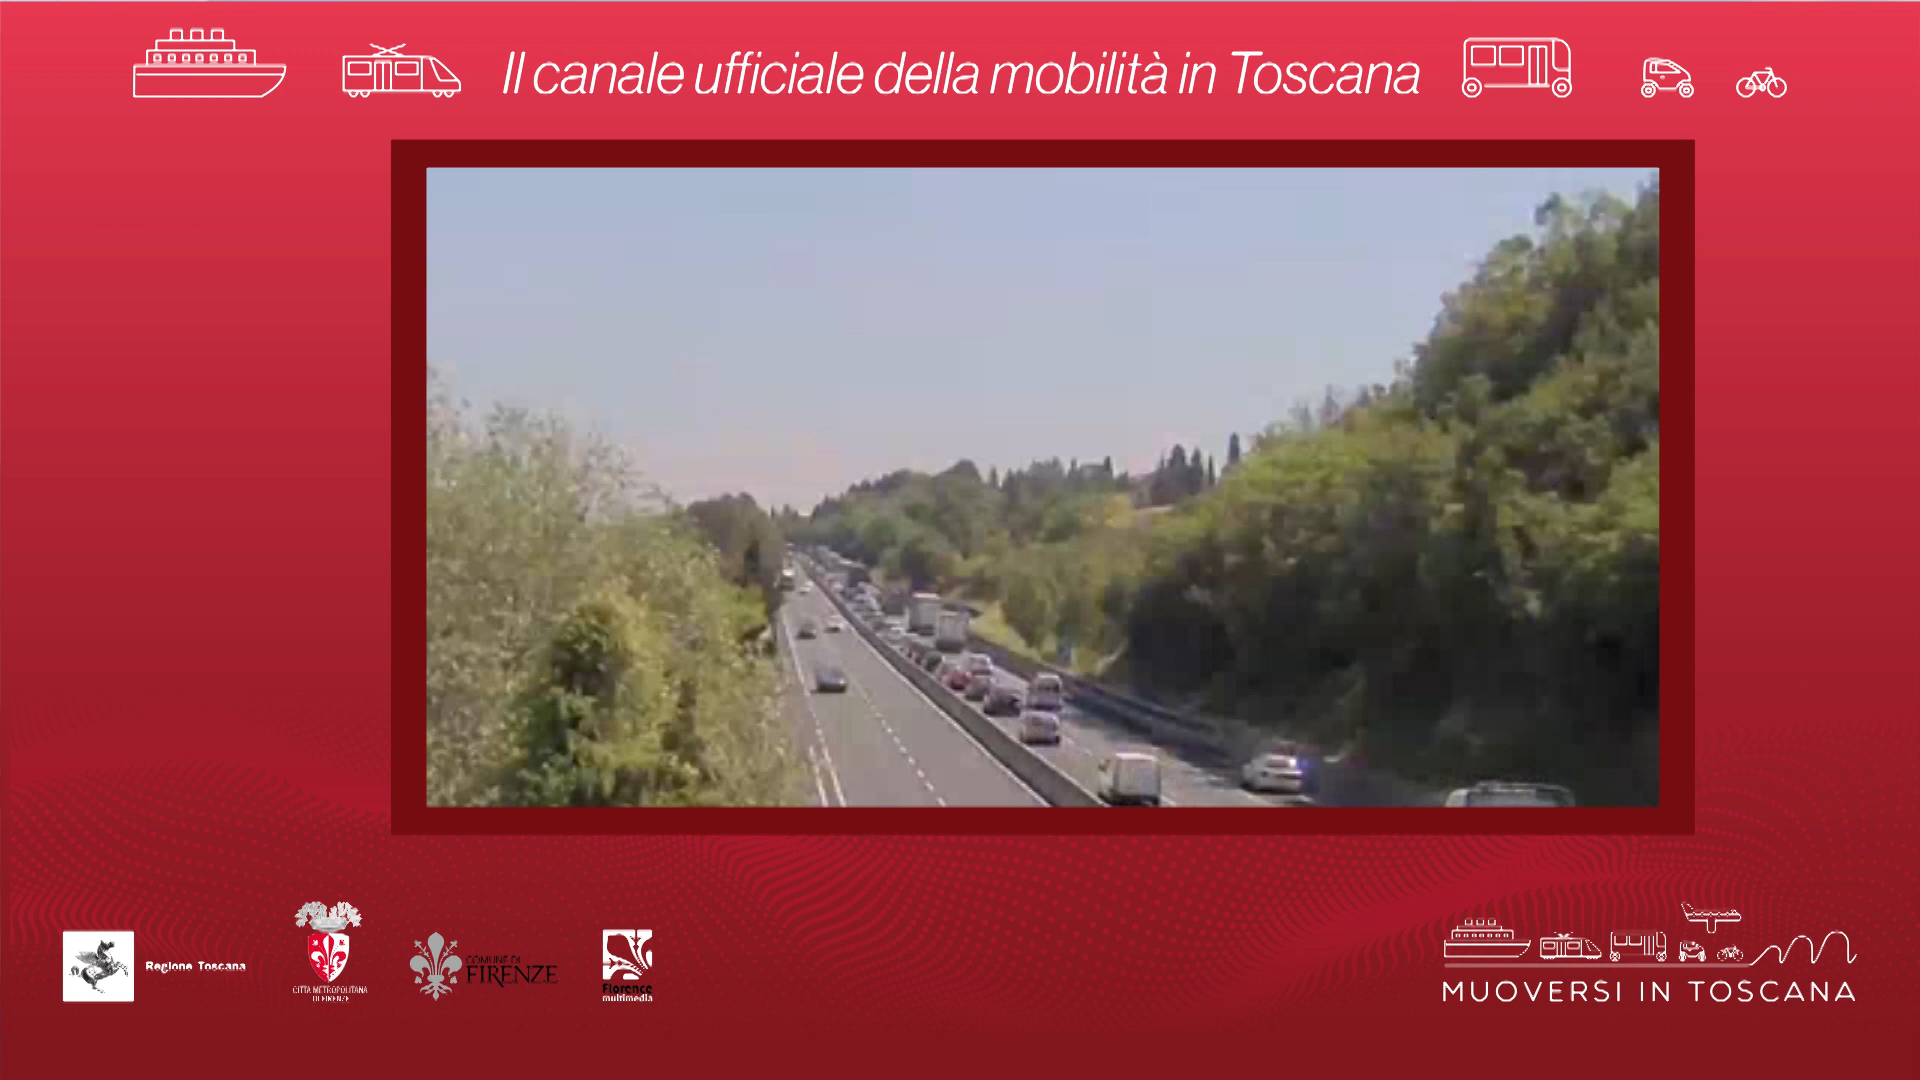 Il canale ufficiale della mobilità in Toscana
Regione Toscana
CITTÀ METROPOLITANA
DI FIRENZE
COMUNE DI
FIRENZE
Florence
multimedia
MUOVERSI IN TOSCANA